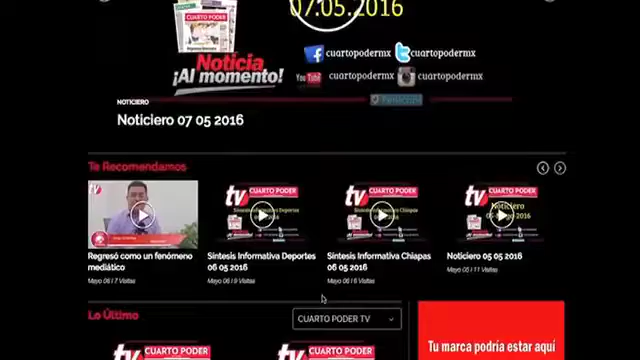 07.05.2016
CUARTO PODER
Noticia
¡Al momento!
cuartopodermx
cuartopodermx
You Tube
cuartopodermx
cuartopodermx
NOTICIERO
Noticiero 07 05 2016
Te Recomendamos
tv
tv CUARTO PODER
tv CUARTO PODER
tv CUARTO PODER
Noticiero
Regresó como un fenómeno mediático
Mayo 06 | 7 Visitas
Síntesis Informativa Deportes
06 05 2016
Mayo 06 | 9 Visitas
Síntesis Informativa Chiapas
06 05 2016
Mayo 06 | 6 Visitas
Noticiero 05 05 2016
Mayo 05 | 11 Visitas
Lo Último
CUARTO PODER TV
tv CUARTO PODER
tv CUARTO PODER
Tu marca podría estar aquí